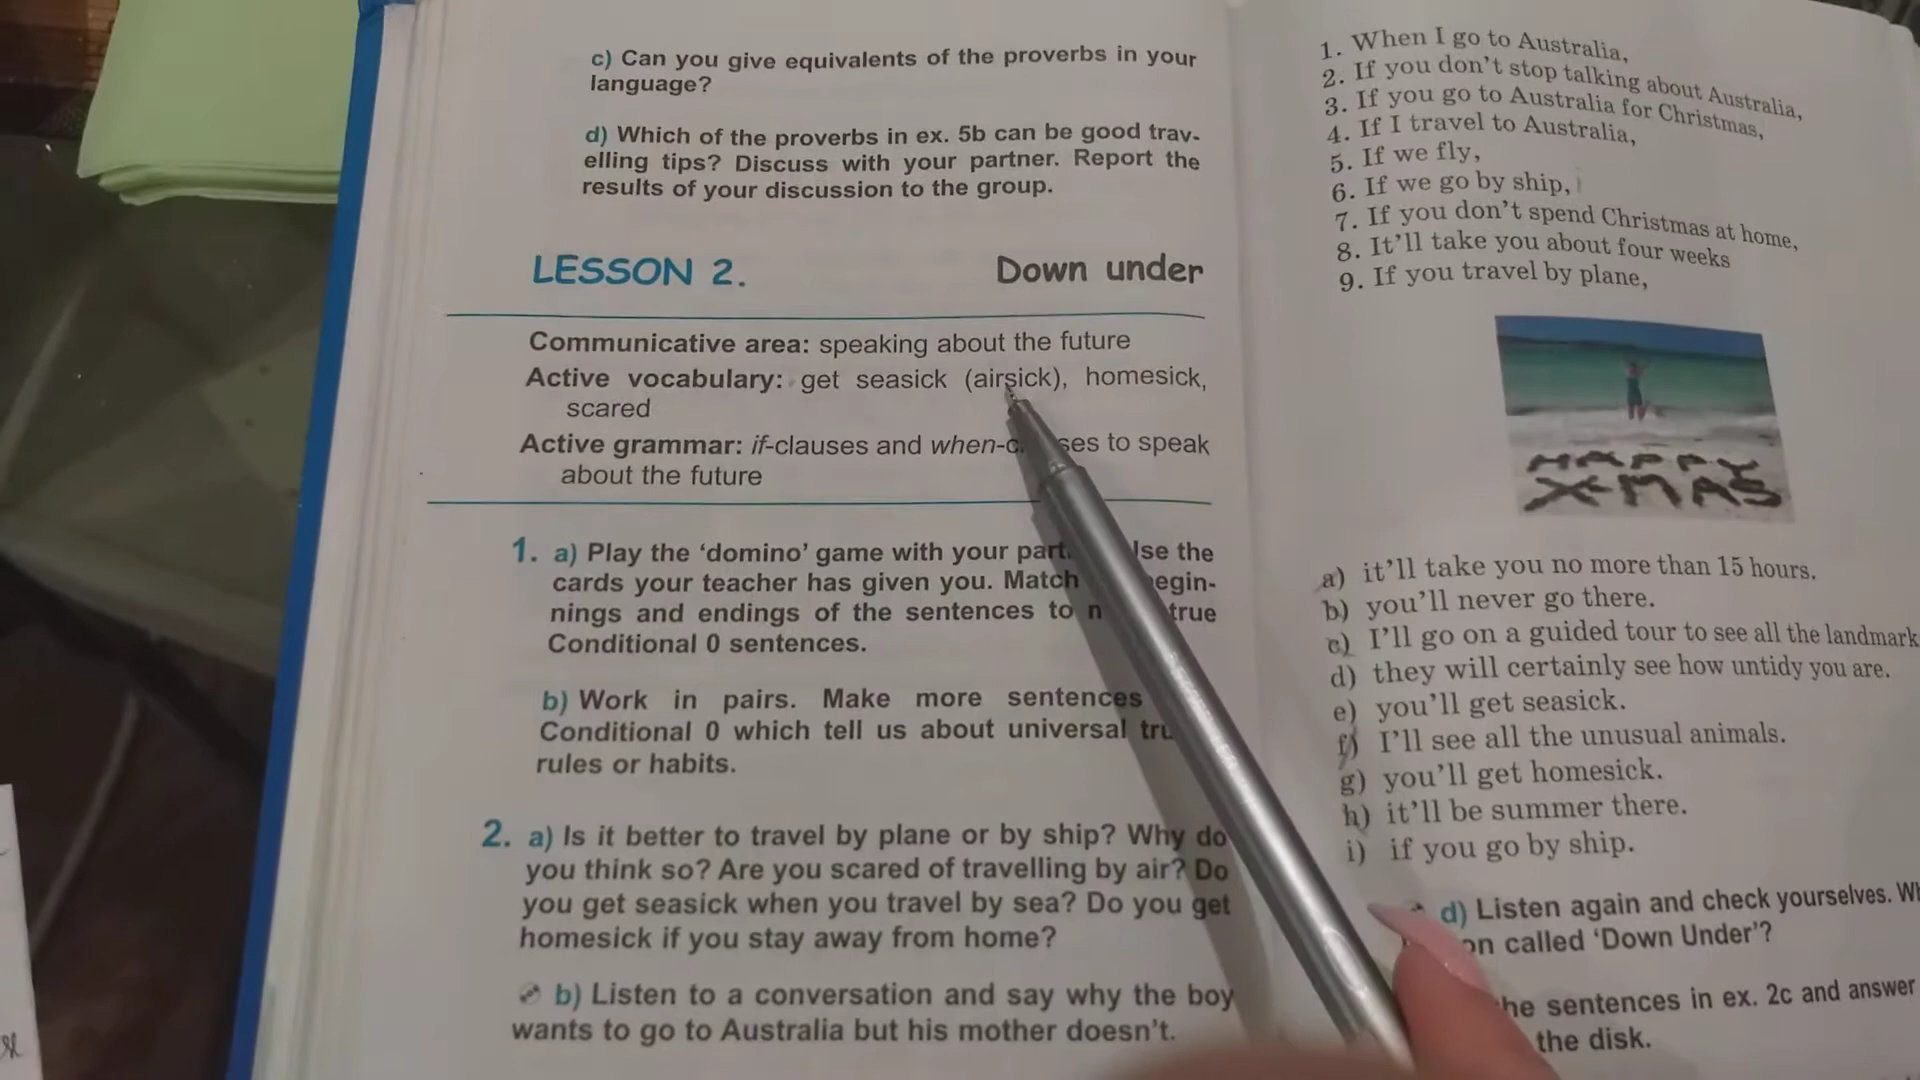 c) Can you give equivalents of the proverbs in your
language?
d) Which of the proverbs in ex. 5b can be good trav-
elling tips? Discuss with your partner. Report the
results of your discussion to the group.
LESSON 2. Down under
Communicative area: speaking about the future
Active vocabulary: get seasick (airsick), homesick,
scared
Active grammar: if-clauses and when-c ses to speak
about the future
1. a) Play the ‘domino’ game with your part. the
cards your teacher has given you. Match egin-
nings and endings of the sentences to true
Conditional 0 sentences.
b) Work in pairs. Make more sentences
Conditional 0 which tell us about universal tru
rules or habits.
2. a) Is it better to travel by plane or by ship? Why do
you think so? Are you scared of travelling by air? Do
you get seasick when you travel by sea? Do you get
homesick if you stay away from home?
b) Listen to a conversation and say why the boy
wants to go to Australia but his mother doesn’t.
1. When I go to Australia,
2. If you don’t stop talking about Australia,
3. If you go to Australia for Christmas,
4. If I travel to Australia,
5. If we fly,
6. If we go by ship,
7. If you don’t spend Christmas at home,
8. It’ll take you about four weeks
9. If you travel by plane,
HAPPY
X-MAS
a) it’ll take you no more than 15 hours.
b) you’ll never go there.
c) I’ll go on a guided tour to see all the landmark
d) they will certainly see how untidy you are.
e) you’ll get seasick.
f) I’ll see all the unusual animals.
g) you’ll get homesick.
h) it’ll be summer there.
i) if you go by ship.
d) Listen again and check yourselves.
on called ‘Down Under’?
he sentences in ex. 2c and answer
the disk.